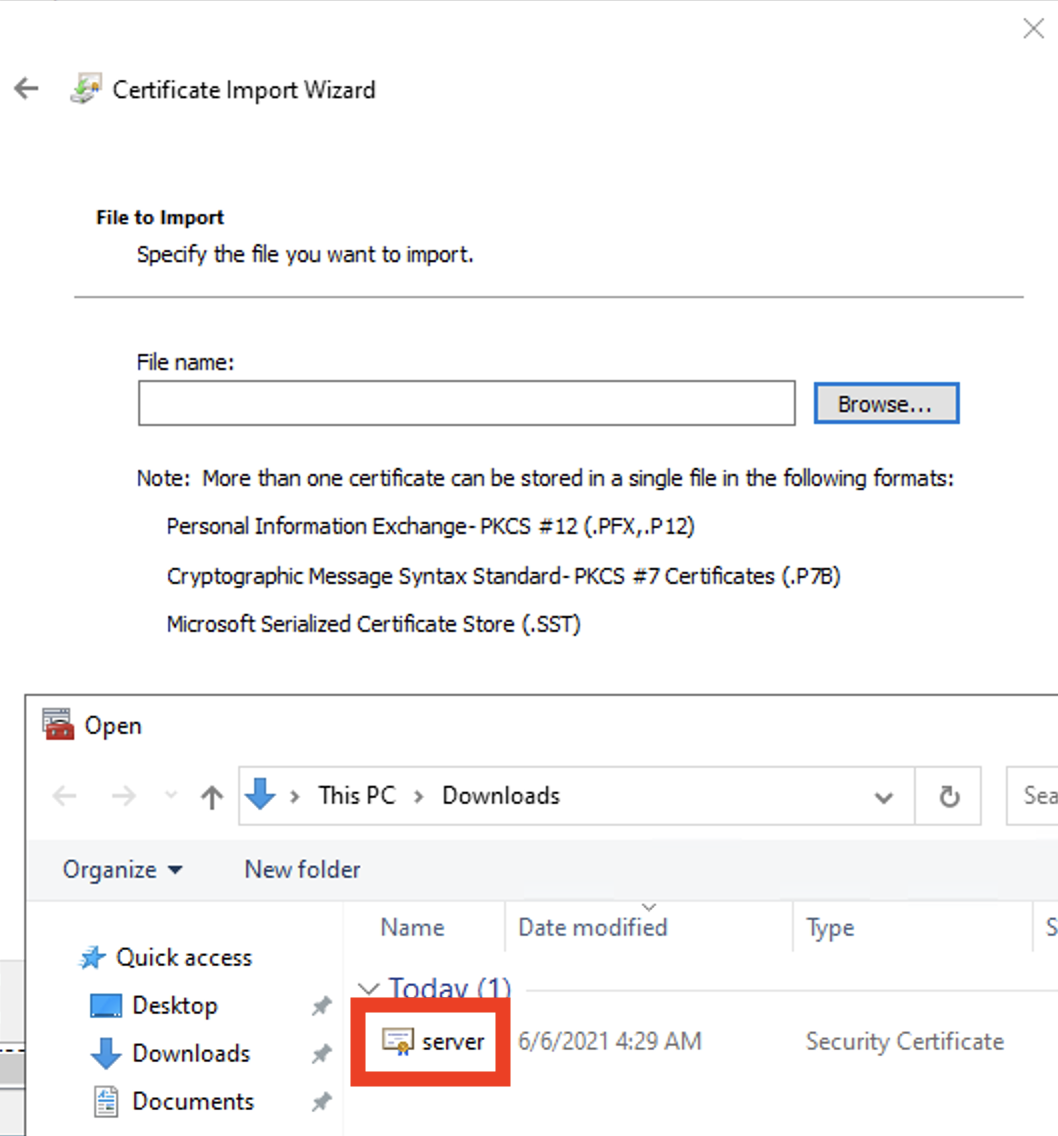 Certificate Import Wizard
File to Import
Specify the file you want to import.
File name:
Browse...
Note:  More than one certificate can be stored in a single file in the following formats:
Personal Information Exchange- PKCS #12 (.PFX,.P12)
Cryptographic Message Syntax Standard- PKCS #7 Certificates (.P7B)
Microsoft Serialized Certificate Store (.SST)
Open
This PC > Downloads
Organize
New folder
Name
Date modified
Type
Quick access
Desktop
Downloads
Documents
Today (1)
server
6/6/2021 4:29 AM
Security Certificate